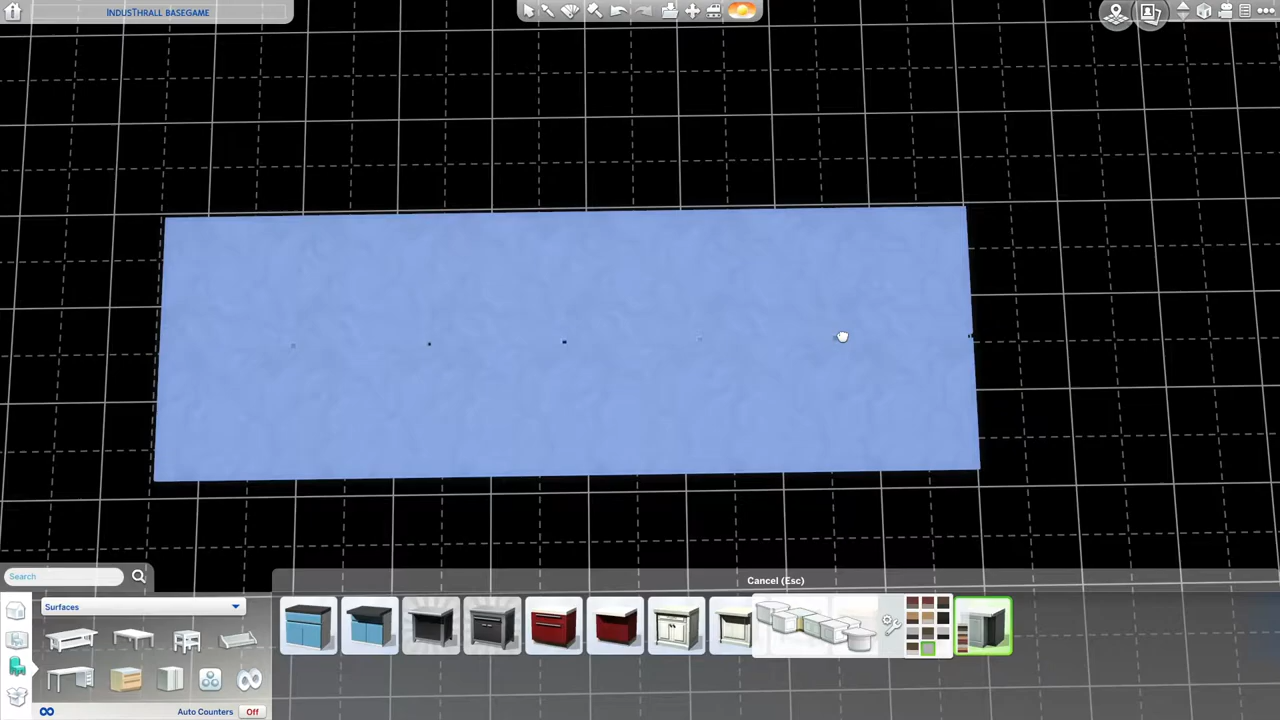 IndusThrall Basegame
Cancel (Esc)
Search
Surfaces
Auto Counters Off